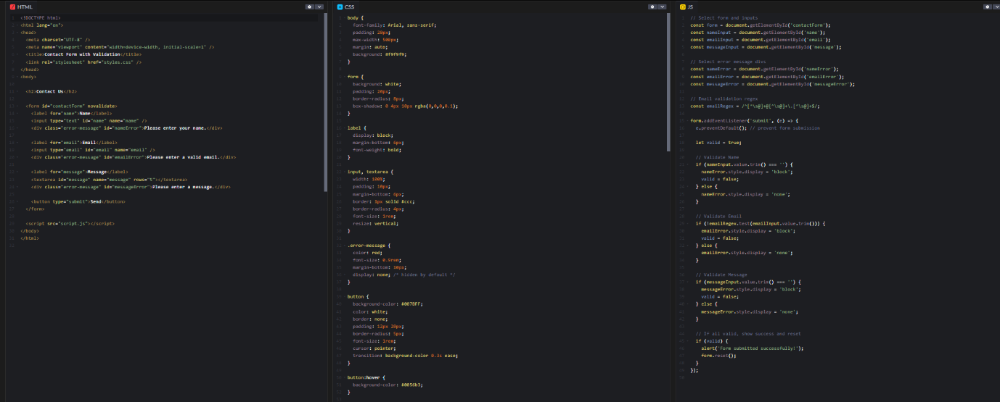 HTML
<!DOCTYPE html>
<html lang="en">
<head>
<meta charset="UTF-8" />
<meta name="viewport" content="width=device-width, initial-scale=1" />
<title>Contact Form with Validation</title>
<link rel="stylesheet" href="styles.css" />
</head>
<body>
<h2>Contact Us</h2>
<form id="contactForm" novalidate>
<label for="name">Name</label>
<input type="text" id="name" name="name" />
<div class="error-message" id="nameError">Please enter your name.</div>
<label for="email">Email</label>
<input type="email" id="email" name="email" />
<div class="error-message" id="emailError">Please enter a valid email.</div>
<label for="message">Message</label>
<textarea id="message" name="message" rows="5"></textarea>
<div class="error-message" id="messageError">Please enter a message.</div>
<button type="submit">Send</button>
</form>
<script src="script.js"></script>
</body>
</html>
CSS
body {
font-family: Arial, sans-serif;
padding: 20px;
max-width: 500px;
margin: auto;
background: #f9f9f9;
}
form {
background: white;
padding: 20px;
border-radius: 8px;
box-shadow: 0 4px 10px rgba(0,0,0,0.1);
}
label {
display: block;
margin-bottom: 6px;
font-weight: bold;
}
input, textarea {
width: 100%;
padding: 10px;
margin-bottom: 6px;
border: 1px solid #ccc;
border-radius: 4px;
font-size: 1rem;
resize: vertical;
}
.error-message {
color: red;
font-size: 0.9rem;
margin-bottom: 10px;
display: none; /* hidden by default */
}
button {
background-color: #007BFF;
color: white;
border: none;
padding: 12px 20px;
border-radius: 5px;
font-size: 1rem;
cursor: pointer;
transition: background-color 0.3s ease;
}
button:hover {
background-color: #0056b3;
}
JS
// Select form and inputs
const form = document.getElementById('contactForm');
const nameInput = document.getElementById('name');
const emailInput = document.getElementById('email');
const messageInput = document.getElementById('message');
// Select error message divs
const nameError = document.getElementById('nameError');
const emailError = document.getElementById('emailError');
const messageError = document.getElementById('messageError');
// Email validation regex
const emailRegex = /^[^\s@]+@[^\s@]+\.[^\s@]+$/;
form.addEventListener('submit', (e) => {
e.preventDefault(); // prevent form submission
let valid = true;
// Validate Name
if (nameInput.value.trim() === '') {
nameError.style.display = 'block';
valid = false;
} else {
nameError.style.display = 'none';
}
// Validate Email
if (!emailRegex.test(emailInput.value.trim())) {
emailError.style.display = 'block';
valid = false;
} else {
emailError.style.display = 'none';
}
// Validate Message
if (messageInput.value.trim() === '') {
messageError.style.display = 'block';
valid = false;
} else {
messageError.style.display = 'none';
}
// If all valid, show success and reset
if (valid) {
alert('Form submitted successfully!');
form.reset();
}
});